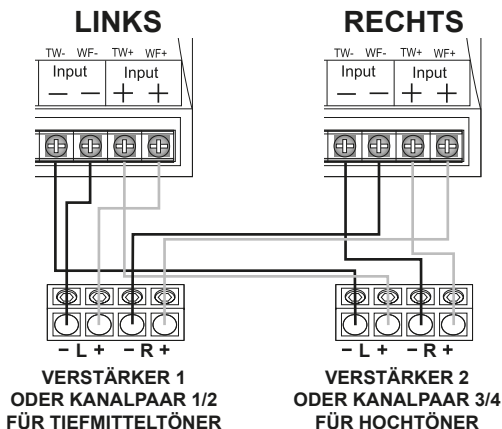 LINKS
RECHTS
TW- WF- TW+ WF+
TW- WF- TW+ WF+
Input Input
Input Input
— — + +
— — + +
− L + − R +
− L + − R +
VERSTÄRKER 1
ODER KANALPAAR 1/2
FÜR TIEFMITTELTÖNER
VERSTÄRKER 2
ODER KANALPAAR 3/4
FÜR HOCHTÖNER